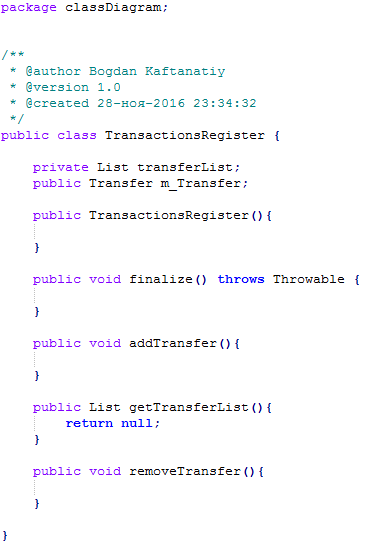 package classDiagram;
/**
 * @author Bogdan Kaftanatiy
 * @version 1.0
 * @created 28-ноя-2016 23:34:32
 */
public class TransactionsRegister {
    private List transferList;
    public Transfer m_Transfer;
    public TransactionsRegister(){
    }
    public void finalize() throws Throwable {
    }
    public void addTransfer(){
    }
    public List getTransferList(){
        return null;
    }
    public void removeTransfer(){
    }
}